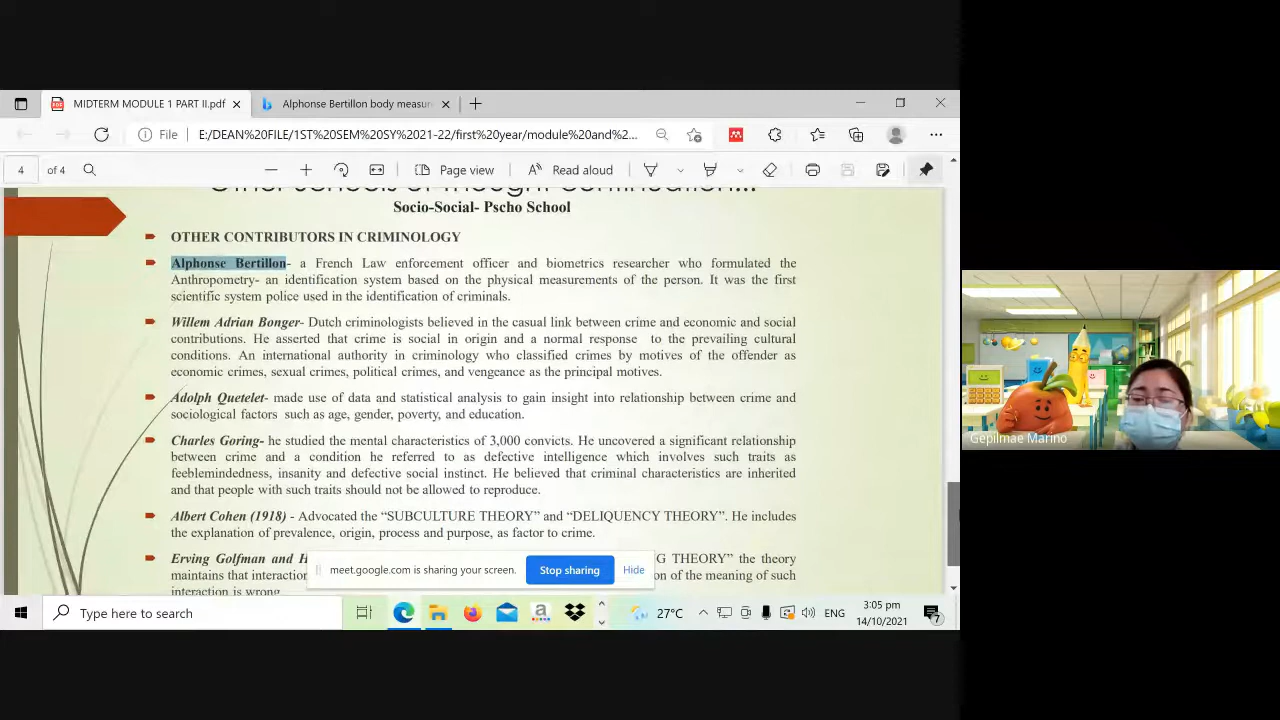 MIDTERM MODULE 1 PART II.pdf
Alphonse Bertillon body measur
File
E:/DEAN%20FILE/1ST%20SEM%20SY%2021-22/first%20year/module%20and%2...
4 of 4
Page view
Read aloud
Other Schools of Thought Continuation...
Socio-Social- Pscho School
OTHER CONTRIBUTORS IN CRIMINOLOGY
Alphonse Bertillon- a French Law enforcement officer and biometrics researcher who formulated the
Anthropometry- an identification system based on the physical measurements of the person. It was the first
scientific system police used in the identification of criminals.
Willem Adrian Bonger- Dutch criminologists believed in the casual link between crime and economic and social
contributions. He asserted that crime is social in origin and a normal response to the prevailing cultural
conditions. An international authority in criminology who classified crimes by motives of the offender as
economic crimes, sexual crimes, political crimes, and vengeance as the principal motives.
Adolph Quetelet- made use of data and statistical analysis to gain insight into relationship between crime and
sociological factors such as age, gender, poverty, and education.
Charles Goring- he studied the mental characteristics of 3,000 convicts. He uncovered a significant relationship
between crime and a condition he referred to as defective intelligence which involves such traits as
feeblemindedness, insanity and defective social instinct. He believed that criminal characteristics are inherited
and that people with such traits should not be allowed to reproduce.
Albert Cohen (1918) - Advocated the “SUBCULTURE THEORY” and “DELIQUENCY THEORY”. He includes
the explanation of prevalence, origin, process and purpose, as factor to crime.
Erving Golfman and H G THEORY” the theory
maintains that interaction on of the meaning of such
interaction is wrong.
meet.google.com is sharing your screen.
Stop sharing
Hide
Type here to search
27°C
ENG
3:05 pm
14/10/2021
7
Gepilmae Marino